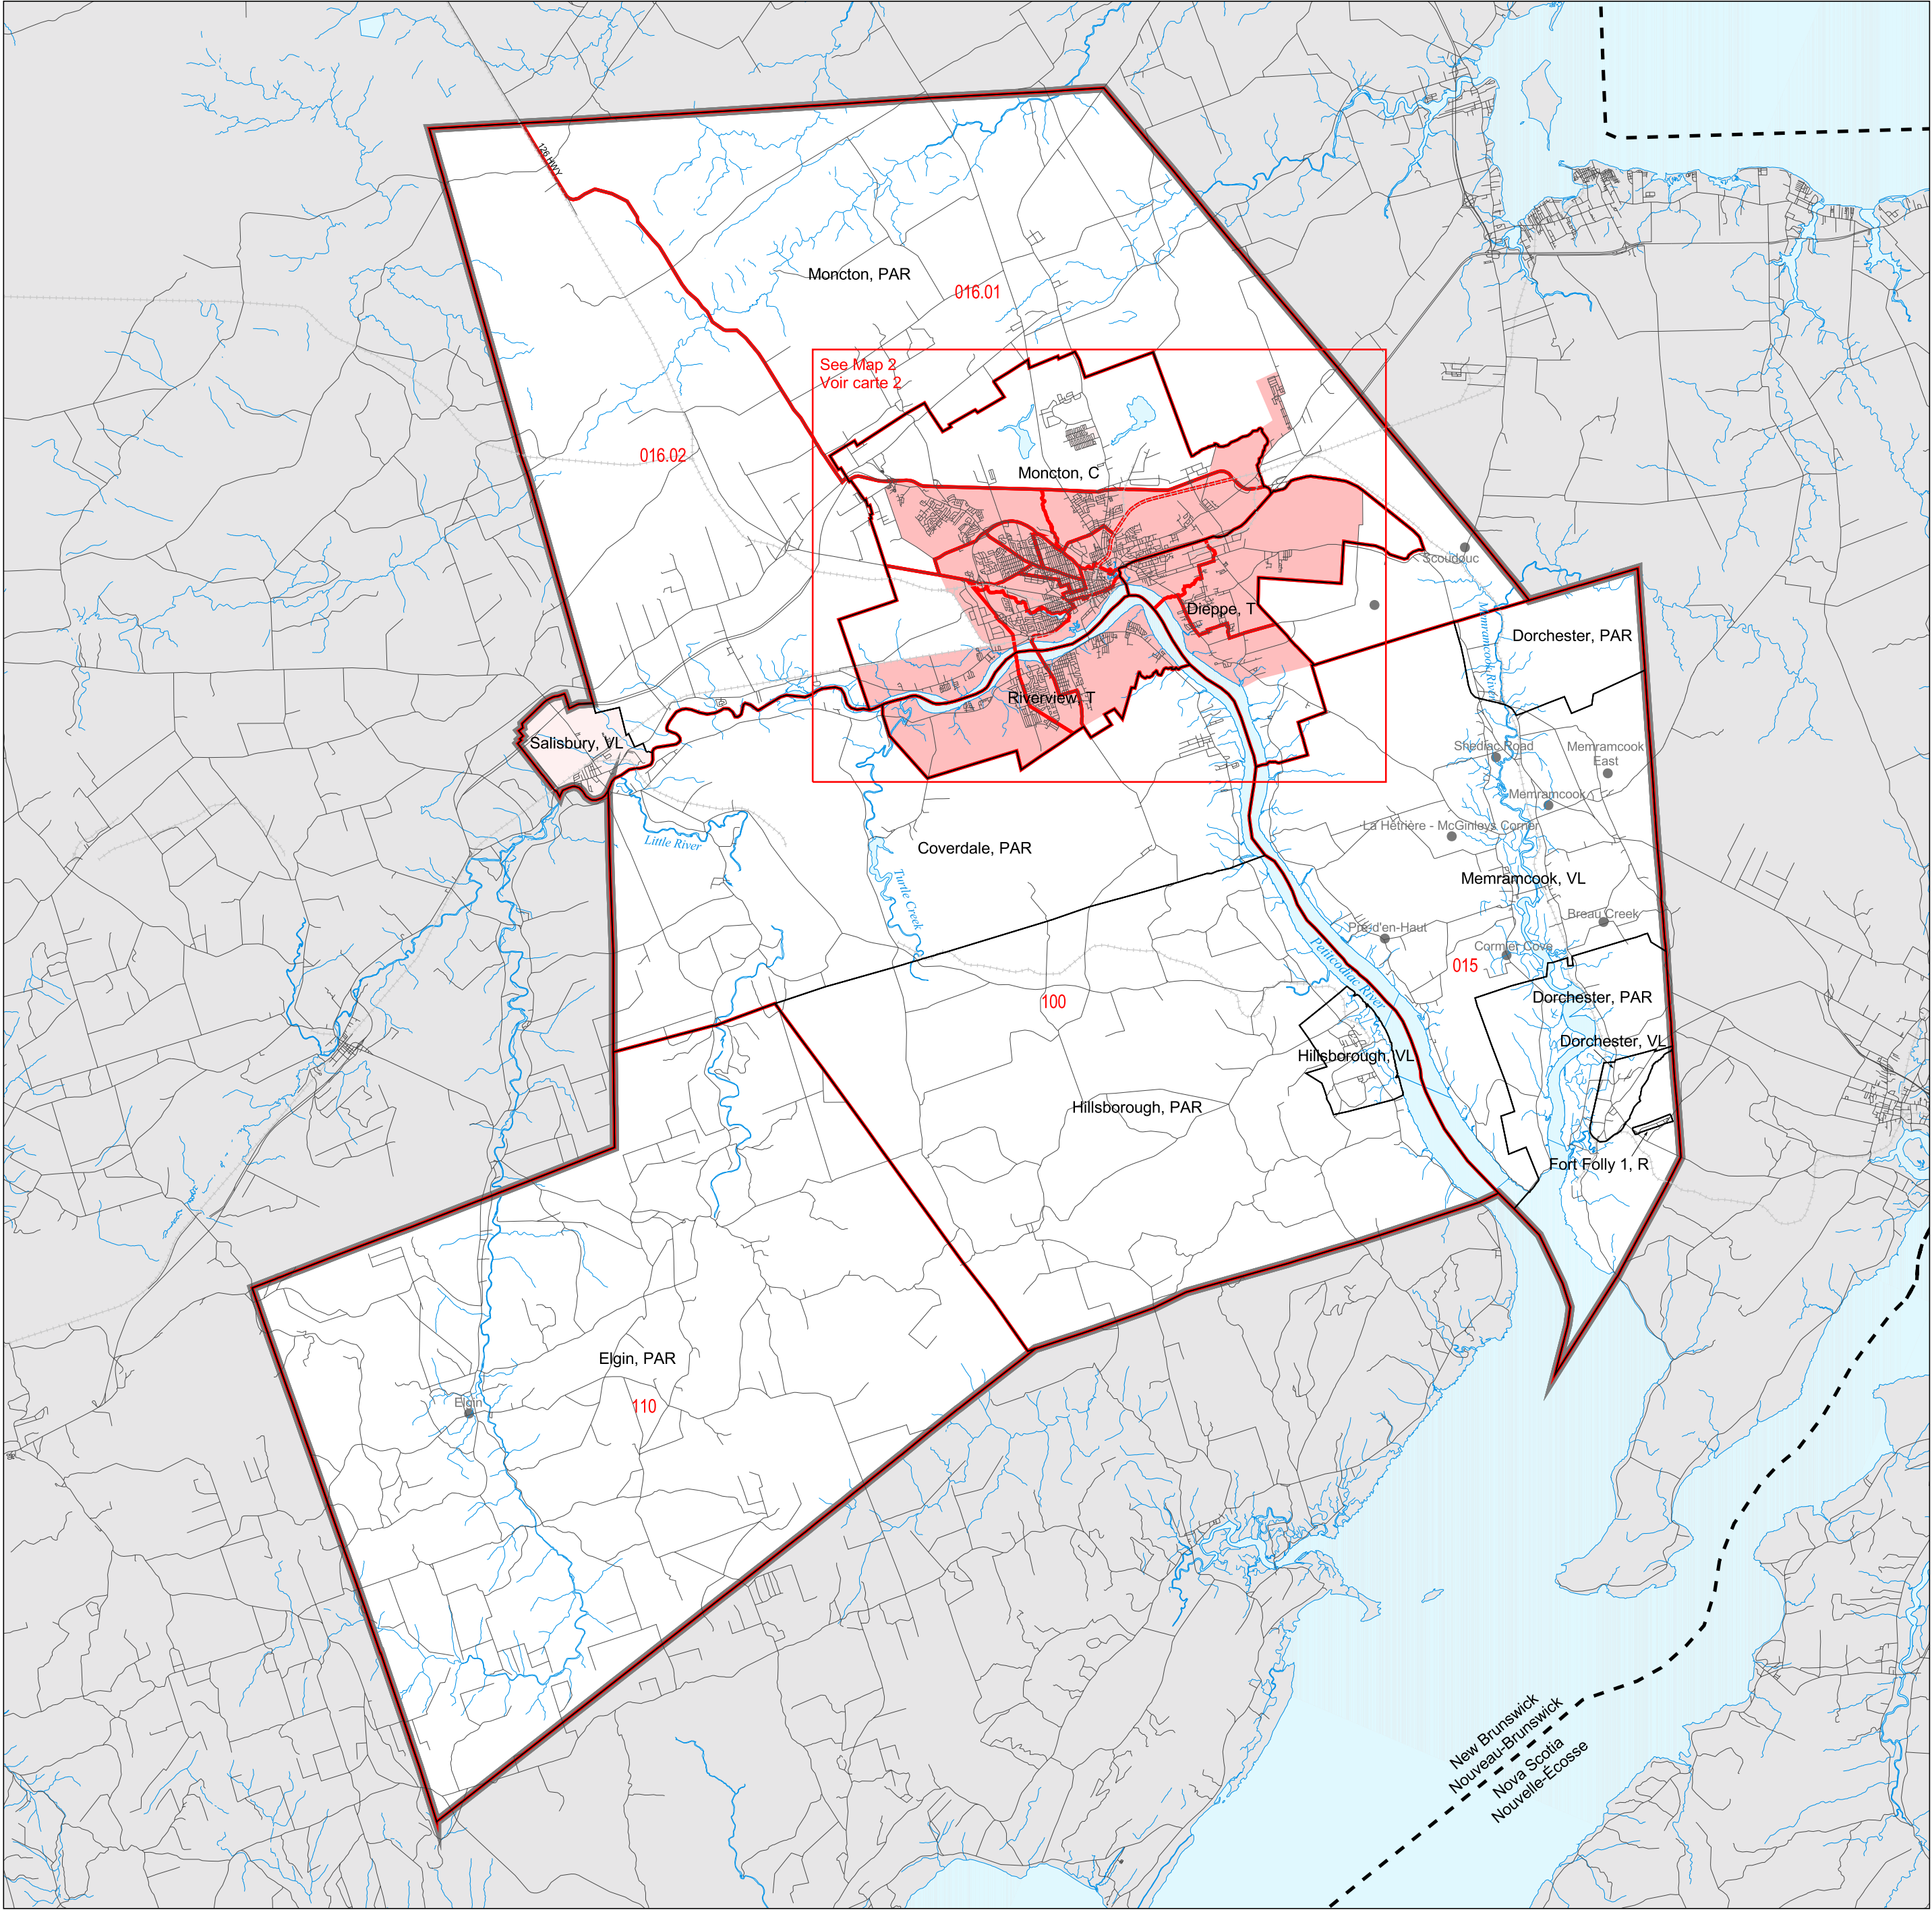 126 HWY
Moncton, PAR
016.01
See Map 2
Voir carte 2
016.02
Moncton, C
Scoudouc
Dieppe, T
Memramcook River
Dorchester, PAR
Riverview, T
Salisbury, VL
Shediac Road
Memramcook
East
Memramcook
La Hêtrière - McGinleys Corner
Little River
Coverdale, PAR
Turtle Creek
Memramcook, VL
Breau Creek
Pré-d'en-Haut
Cormier Cove
015
Petitcodiac River
100
Dorchester, PAR
Dorchester, VL
Hillsborough, VL
Hillsborough, PAR
Fort Folly 1, R
Elgin, PAR
Elgin
110
New Brunswick
Nouveau-Brunswick
Nova Scotia
Nouvelle-Écosse